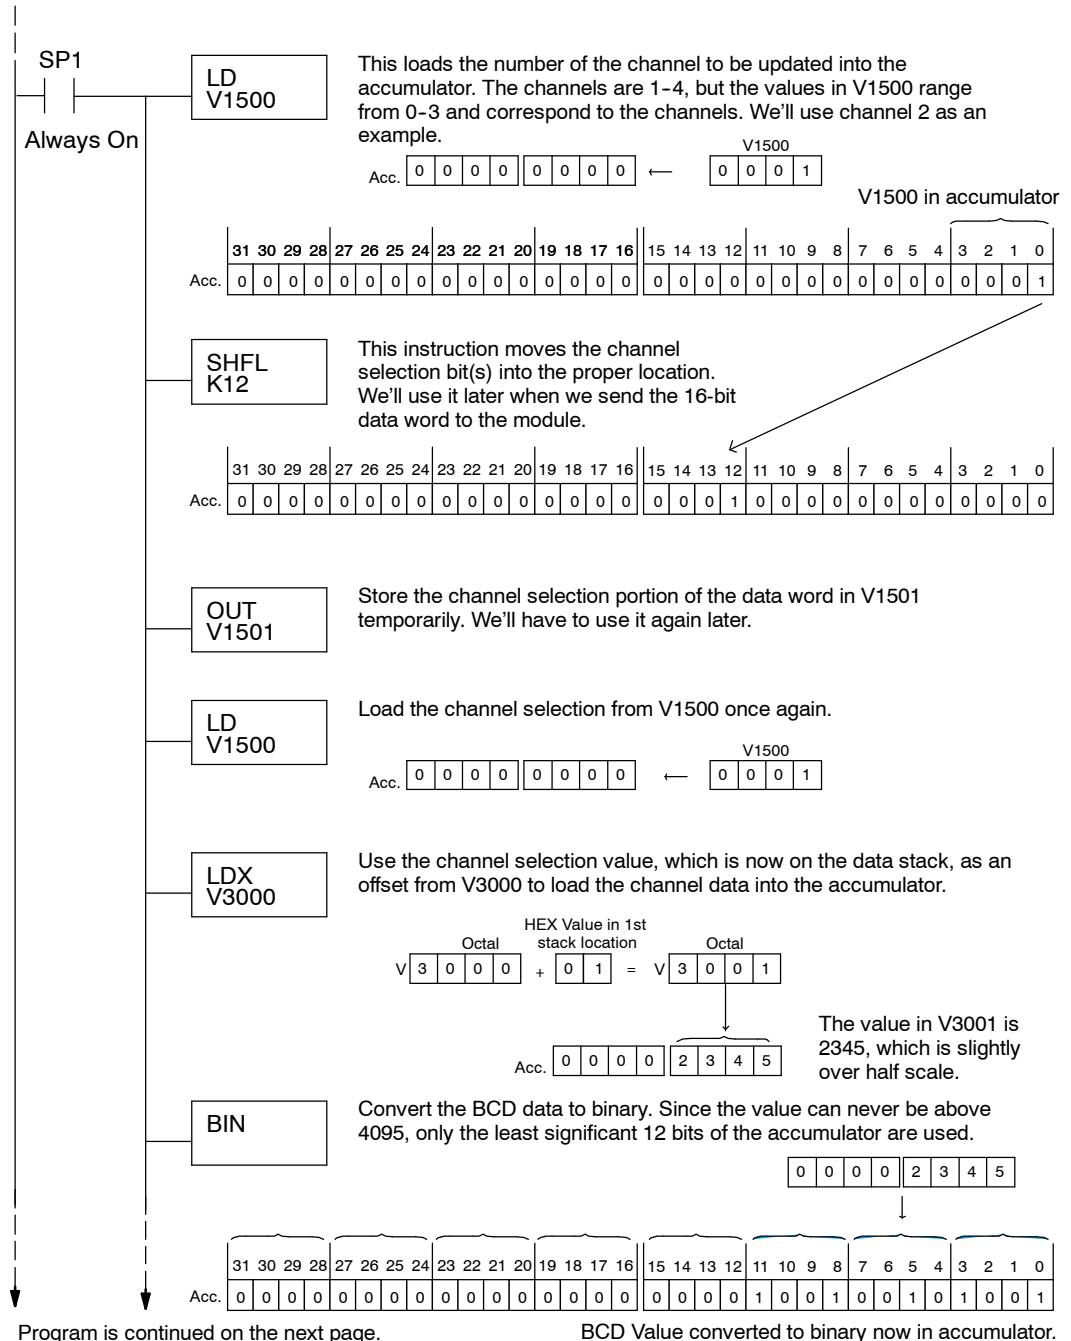 SP1
Always On
LD
V1500
This loads the number of the channel to be updated into the
accumulator. The channels are 1-4, but the values in V1500 range
from 0-3 and correspond to the channels. We'll use channel 2 as an
example.
V1500
Acc. 0 0 0 0 0 0 0 0 ← 0 0 0 1
V1500 in accumulator
31 30 29 28 27 26 25 24 23 22 21 20 19 18 17 16 15 14 13 12 11 10 9 8 7 6 5 4 3 2 1 0
Acc. 0 0 0 0 0 0 0 0 0 0 0 0 0 0 0 0 0 0 0 0 0 0 0 0 0 0 0 0 0 0 0 1
SHFL
K12
This instruction moves the channel
selection bit(s) into the proper location.
We'll use it later when we send the 16-bit
data word to the module.
31 30 29 28 27 26 25 24 23 22 21 20 19 18 17 16 15 14 13 12 11 10 9 8 7 6 5 4 3 2 1 0
Acc. 0 0 0 0 0 0 0 0 0 0 0 0 0 0 0 0 0 0 0 1 0 0 0 0 0 0 0 0 0 0 0 0
OUT
V1501
Store the channel selection portion of the data word in V1501
temporarily. We'll have to use it again later.
LD
V1500
Load the channel selection from V1500 once again.
V1500
Acc. 0 0 0 0 0 0 0 0 ← 0 0 0 1
LDX
V3000
Use the channel selection value, which is now on the data stack, as an
offset from V3000 to load the channel data into the accumulator.
HEX Value in 1st
Octal stack location Octal
V 3 0 0 0 + 0 1 = V 3 0 0 1
The value in V3001 is
2345, which is slightly
over half scale.
Acc. 0 0 0 0 2 3 4 5
BIN
Convert the BCD data to binary. Since the value can never be above
4095, only the least significant 12 bits of the accumulator are used.
0 0 0 0 2 3 4 5
31 30 29 28 27 26 25 24 23 22 21 20 19 18 17 16 15 14 13 12 11 10 9 8 7 6 5 4 3 2 1 0
Acc. 0 0 0 0 0 0 0 0 0 0 0 0 0 0 0 0 0 0 0 0 1 0 0 1 0 0 1 0 1 0 0 1
Program is continued on the next page.
BCD Value converted to binary now in accumulator.